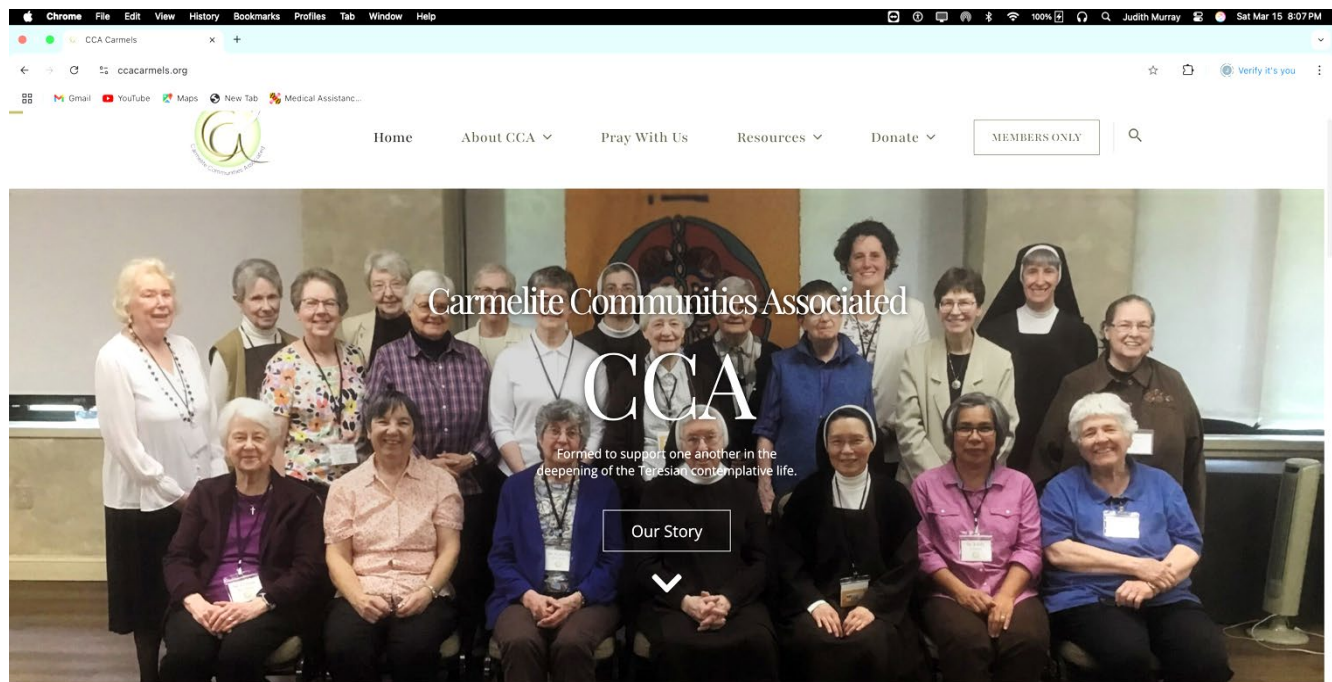 Chrome File Edit View History Bookmarks Profiles Tab Window Help 100% Judith Murray Sat Mar 15 8:07 PM
CCA Carmels
ccacarmels.org Verify it's you
Gmail YouTube Maps New Tab Medical Assistanc...
Carmelite Communities Associated
Home About CCA Pray With Us Resources Donate MEMBERS ONLY
Carmelite Communities Associated
CCA
Formed to support one another in the
deepening of the Teresian contemplative life.
Our Story